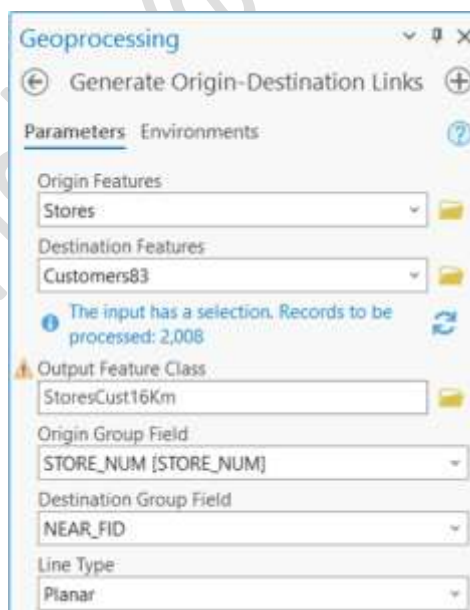 Geoprocessing
Generate Origin-Destination Links
Parameters Environments
Origin Features
Stores
Destination Features
Customers83
The input has a selection. Records to be
processed: 2,008
Output Feature Class
StoresCust16Km
Origin Group Field
STORE_NUM [STORE_NUM]
Destination Group Field
NEAR_FID
Line Type
Planar